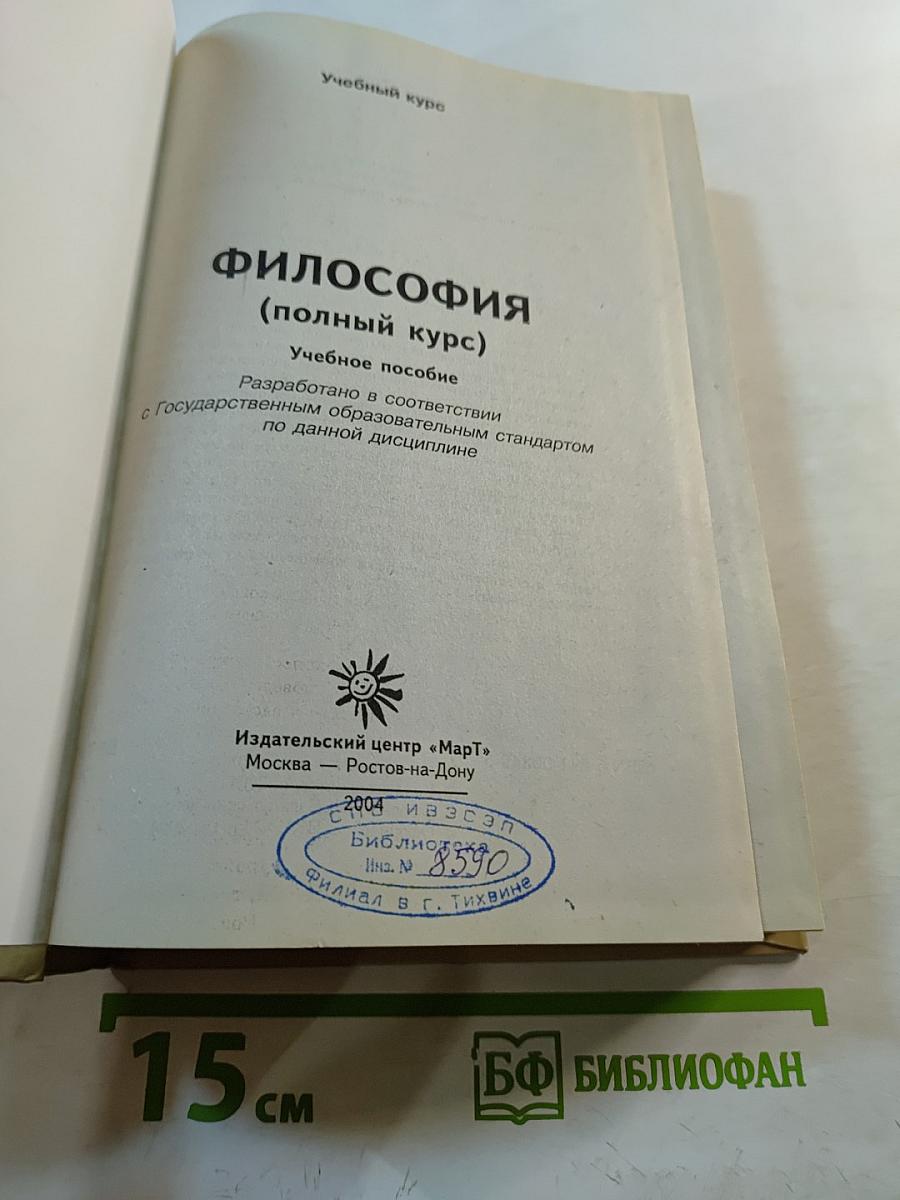 Учебный курс
ФИЛОСОФИЯ
(полный курс)
Учебное пособие
Разработано в соответствии
с Государственным образовательным стандартом
по данной дисциплине
Издательский центр «МарТ»
Москва — Ростов-на-Дону
2004
СПб ИВЭСЭП
Библиотека
Инв. № 8590
Филиал в г. Тихвине
15 см
БФ БИБЛИОФАН